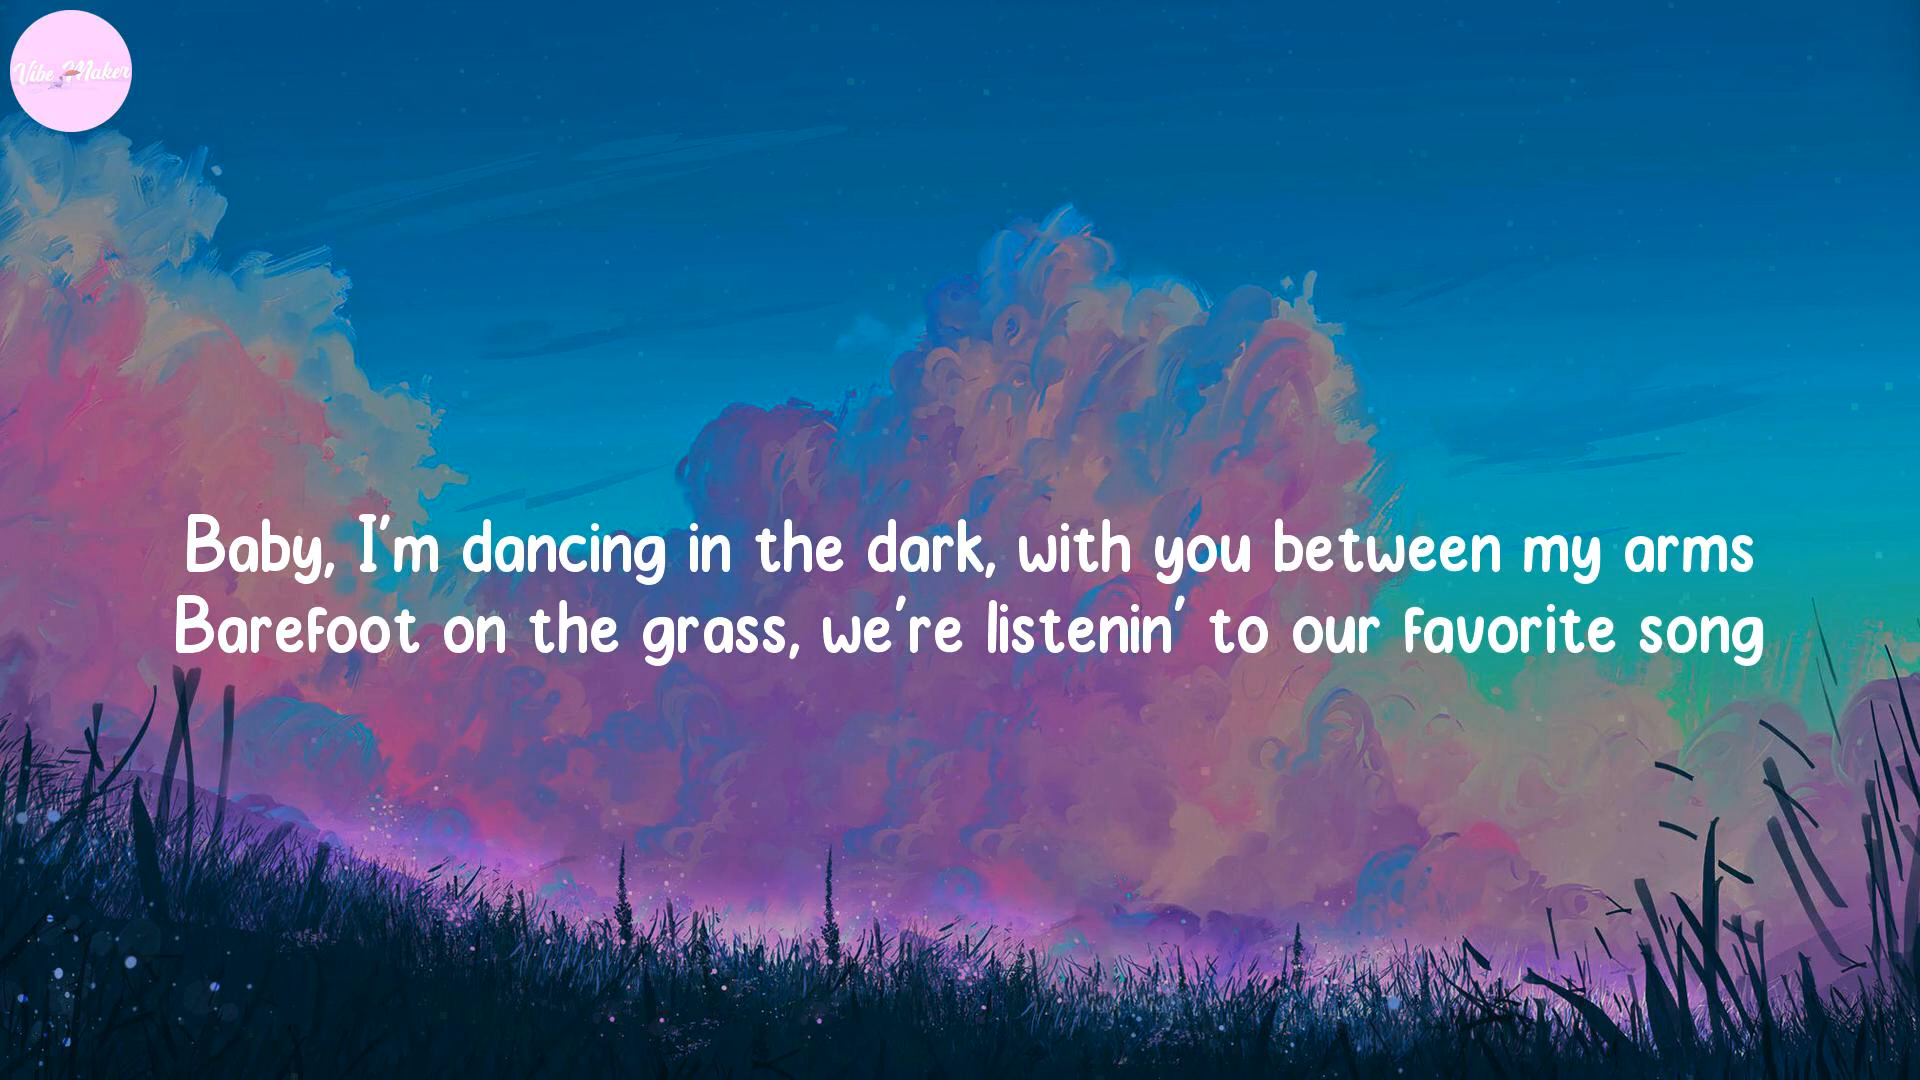 Vibe Maker
Baby, I'm dancing in the dark, with you between my arms
Barefoot on the grass, we're listenin' to our favorite song